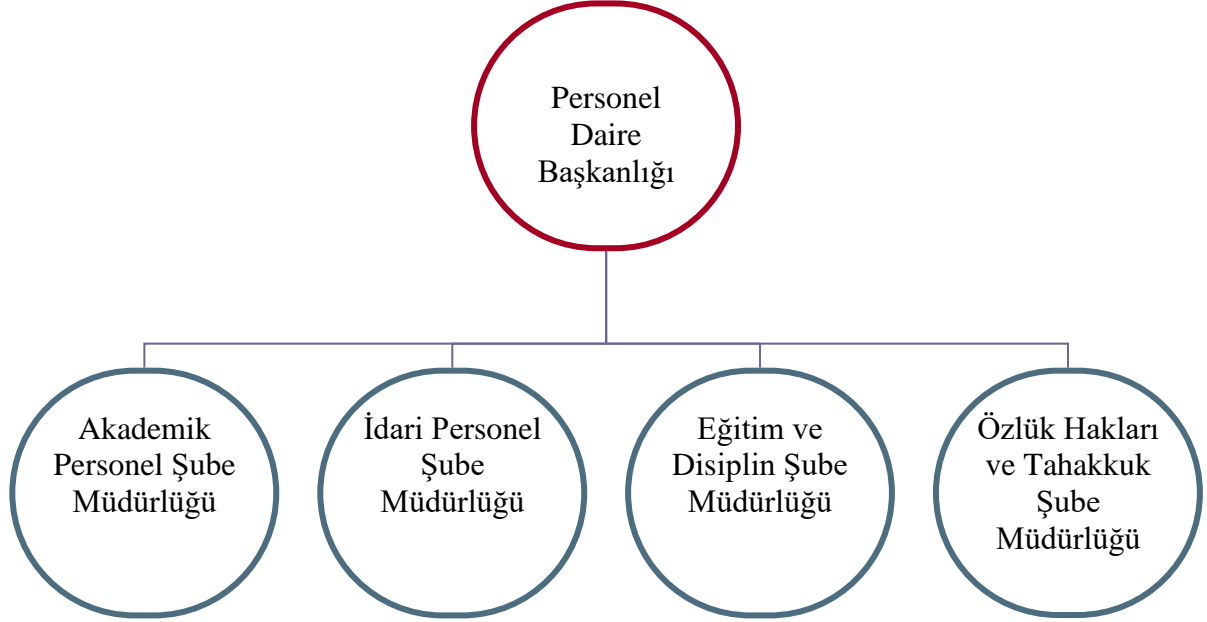 Personel
Daire
Başkanlığı
Akademik
Personel Şube
Müdürlüğü
İdari Personel
Şube
Müdürlüğü
Eğitim ve
Disiplin Şube
Müdürlüğü
Özlük Hakları
ve Tahakkuk
Şube
Müdürlüğü